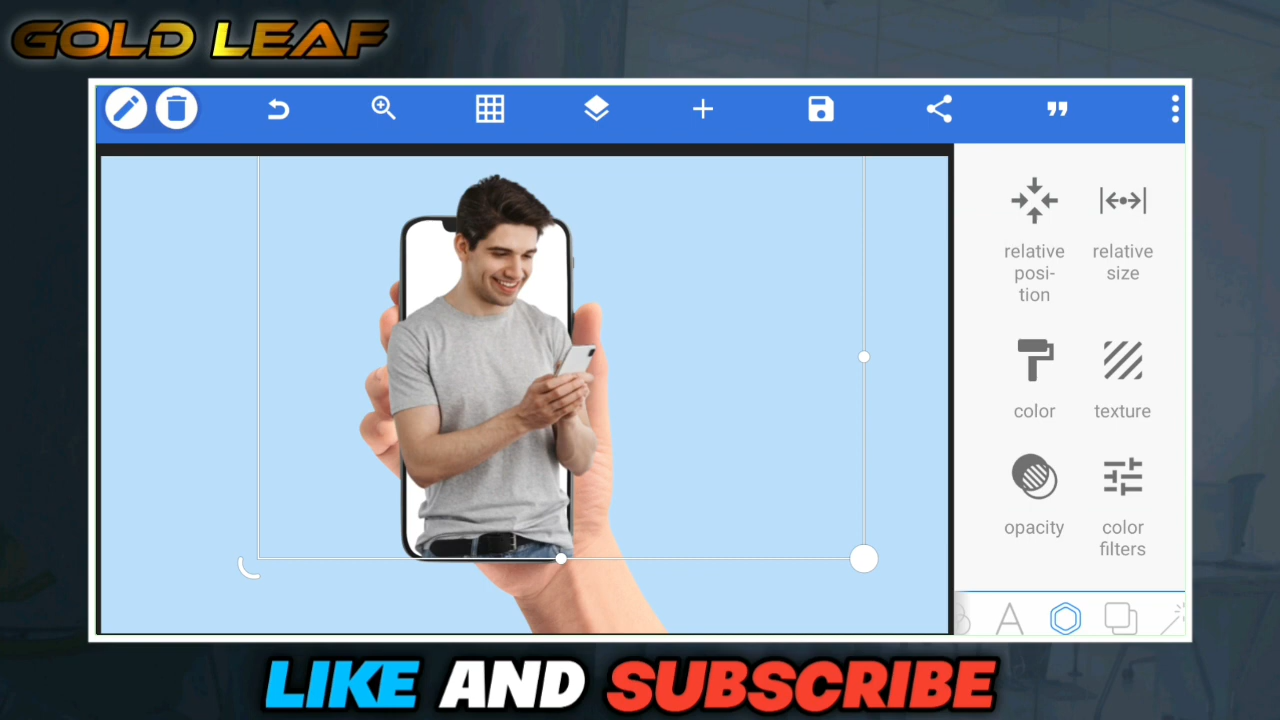 GOLD LEAF
relative
posi-
tion
relative
size
color
texture
opacity
color
filters
A
LIKE AND SUBSCRIBE